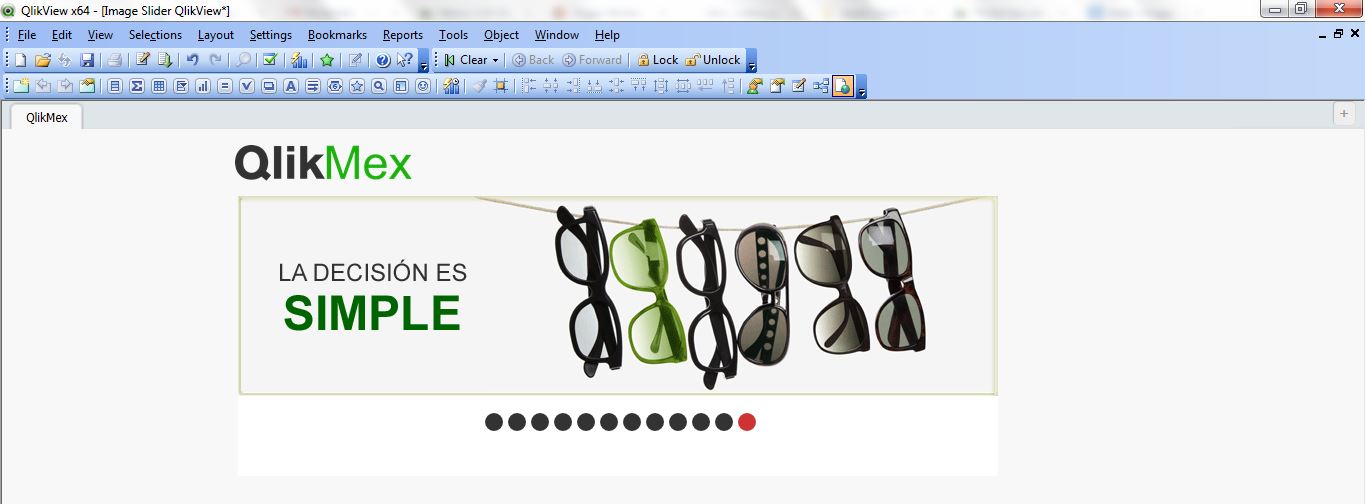 QlikView x64 - [Image Slider QlikView*]
File Edit View Selections Layout Settings Bookmarks Reports Tools Object Window Help
Clear Back Forward Lock Unlock
QlikMex
QlikMex
LA DECISIÓN ES
SIMPLE